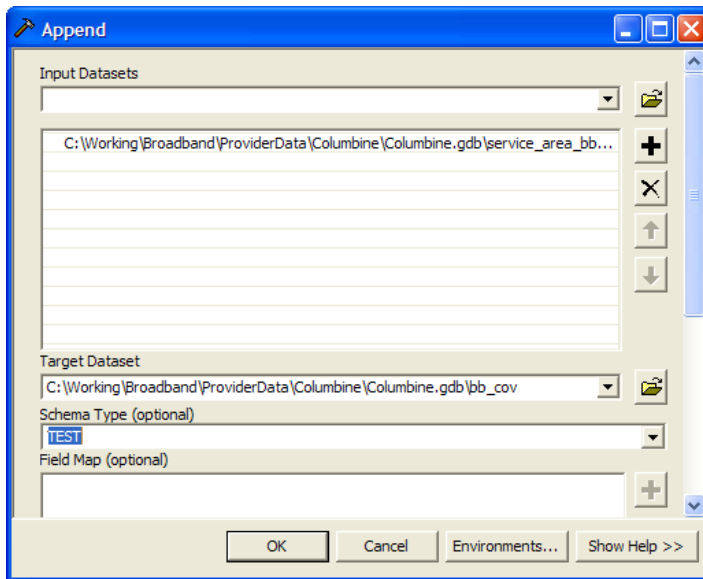 Append
Input Datasets
C:\Working\Broadband\ProviderData\Columbine\Columbine.gdb\service_area_bb...
Target Dataset
C:\Working\Broadband\ProviderData\Columbine\Columbine.gdb\bb_cov
Schema Type (optional)
TEST
Field Map (optional)
OK Cancel Environments... Show Help >>